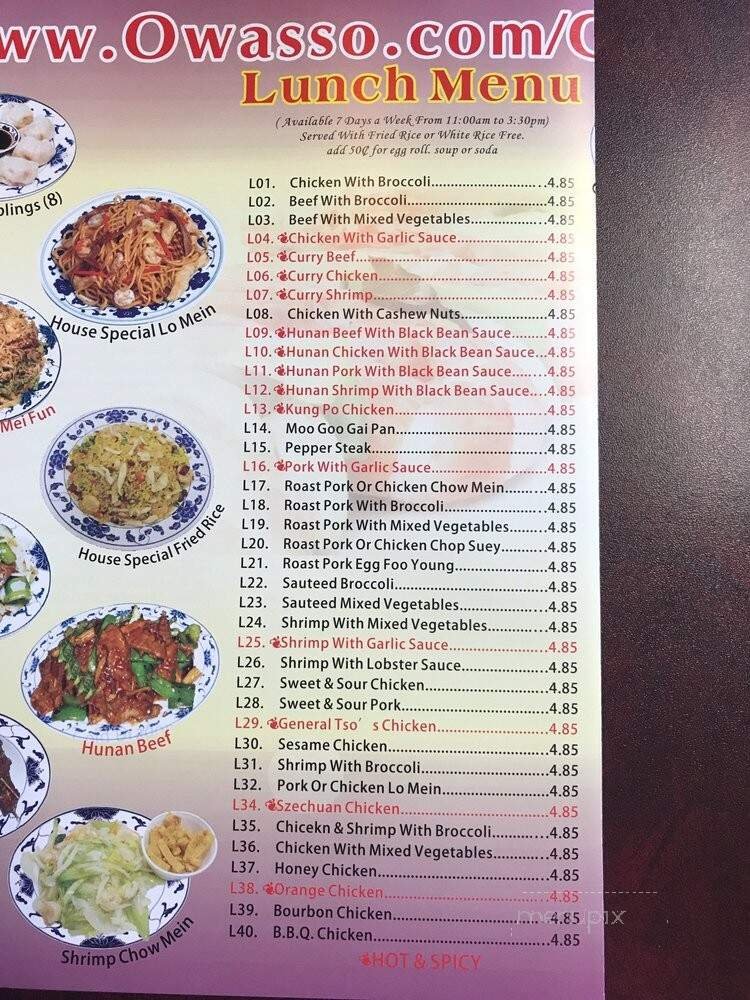 ww.Owasso.com/
Lunch Menu
( Available 7 Days a Week From 11:00am to 3:30pm)
Served With Fried Rice or White Rice Free.
add 50¢ for egg roll. soup or soda
L01. Chicken With Broccoli..............................4.85
L02. Beef With Broccoli..............................4.85
L03. Beef With Mixed Vegetables..................4.85
L04. Chicken With Garlic Sauce.....................4.85
L05. Curry Beef..............................4.85
L06. Curry Chicken..............................4.85
L07. Curry Shrimp..............................4.85
L08. Chicken With Cashew Nuts....................4.85
L09. Hunan Beef With Black Bean Sauce.......4.85
L10. Hunan Chicken With Black Bean Sauce...4.85
L11. Hunan Pork With Black Bean Sauce.......4.85
L12. Hunan Shrimp With Black Bean Sauce....4.85
L13. Kung Po Chicken..............................4.85
L14. Moo Goo Gai Pan..............................4.85
L15. Pepper Steak..............................4.85
L16. Pork With Garlic Sauce.......................4.85
L17. Roast Pork Or Chicken Chow Mein.........4.85
L18. Roast Pork With Broccoli.....................4.85
L19. Roast Pork With Mixed Vegetables........4.85
L20. Roast Pork Or Chicken Chop Suey..........4.85
L21. Roast Pork Egg Foo Young...................4.85
L22. Sauteed Broccoli..............................4.85
L23. Sauteed Mixed Vegetables....................4.85
L24. Shrimp With Mixed Vegetables..............4.85
L25. Shrimp With Garlic Sauce.....................4.85
L26. Shrimp With Lobster Sauce...................4.85
L27. Sweet & Sour Chicken..........................4.85
L28. Sweet & Sour Pork..............................4.85
L29. General Tso's Chicken.........................4.85
L30. Sesame Chicken..............................4.85
L31. Shrimp With Broccoli..........................4.85
L32. Pork Or Chicken Lo Mein.....................4.85
L34. Szechuan Chicken..............................4.85
L35. Chicekn & Shrimp With Broccoli............4.85
L36. Chicken With Mixed Vegetables.............4.85
L37. Honey Chicken..............................4.85
L38. Orange Chicken..............................4.85
L39. Bourbon Chicken..............................4.85
L40. B.B.Q. Chicken..............................4.85
HOT & SPICY
plings (8)
House Special Lo Mein
Mei Fun
House Special Fried Rice
Hunan Beef
Shrimp Chow Mein
menupix